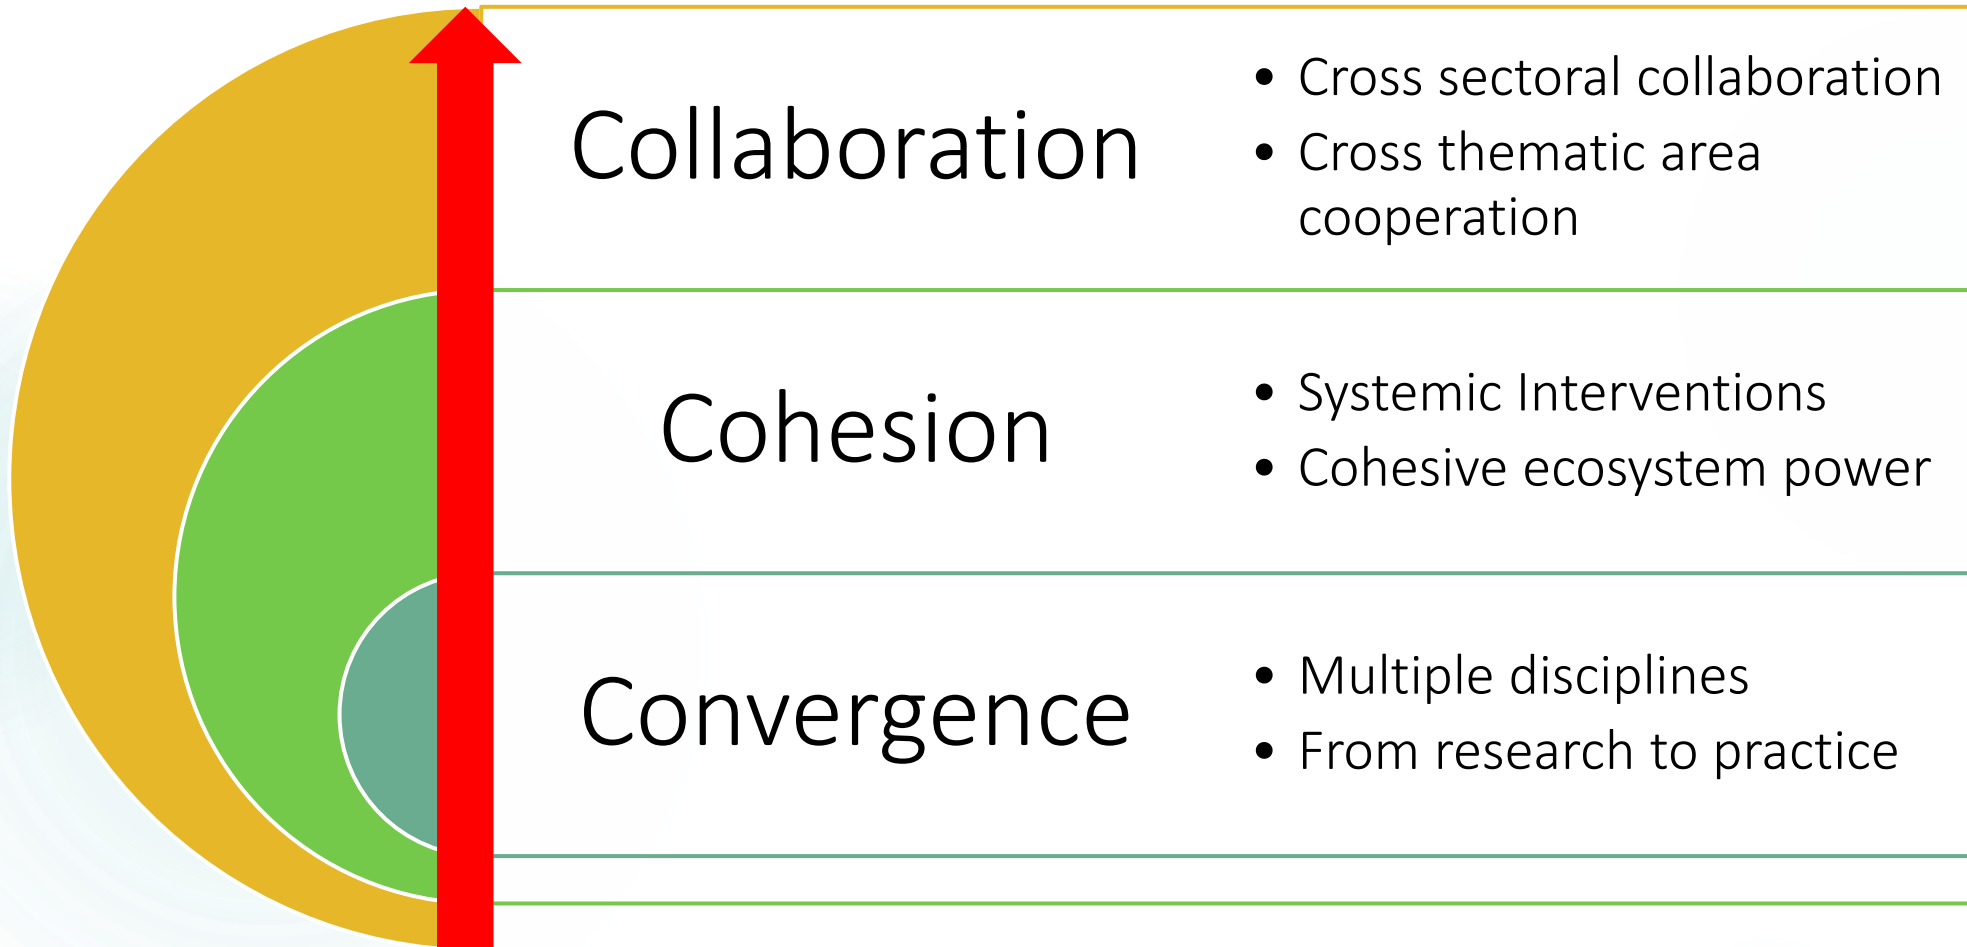 Collaboration
• Cross sectoral collaboration
• Cross thematic area
cooperation
Cohesion
• Systemic Interventions
• Cohesive ecosystem power
Convergence
• Multiple disciplines
• From research to practice